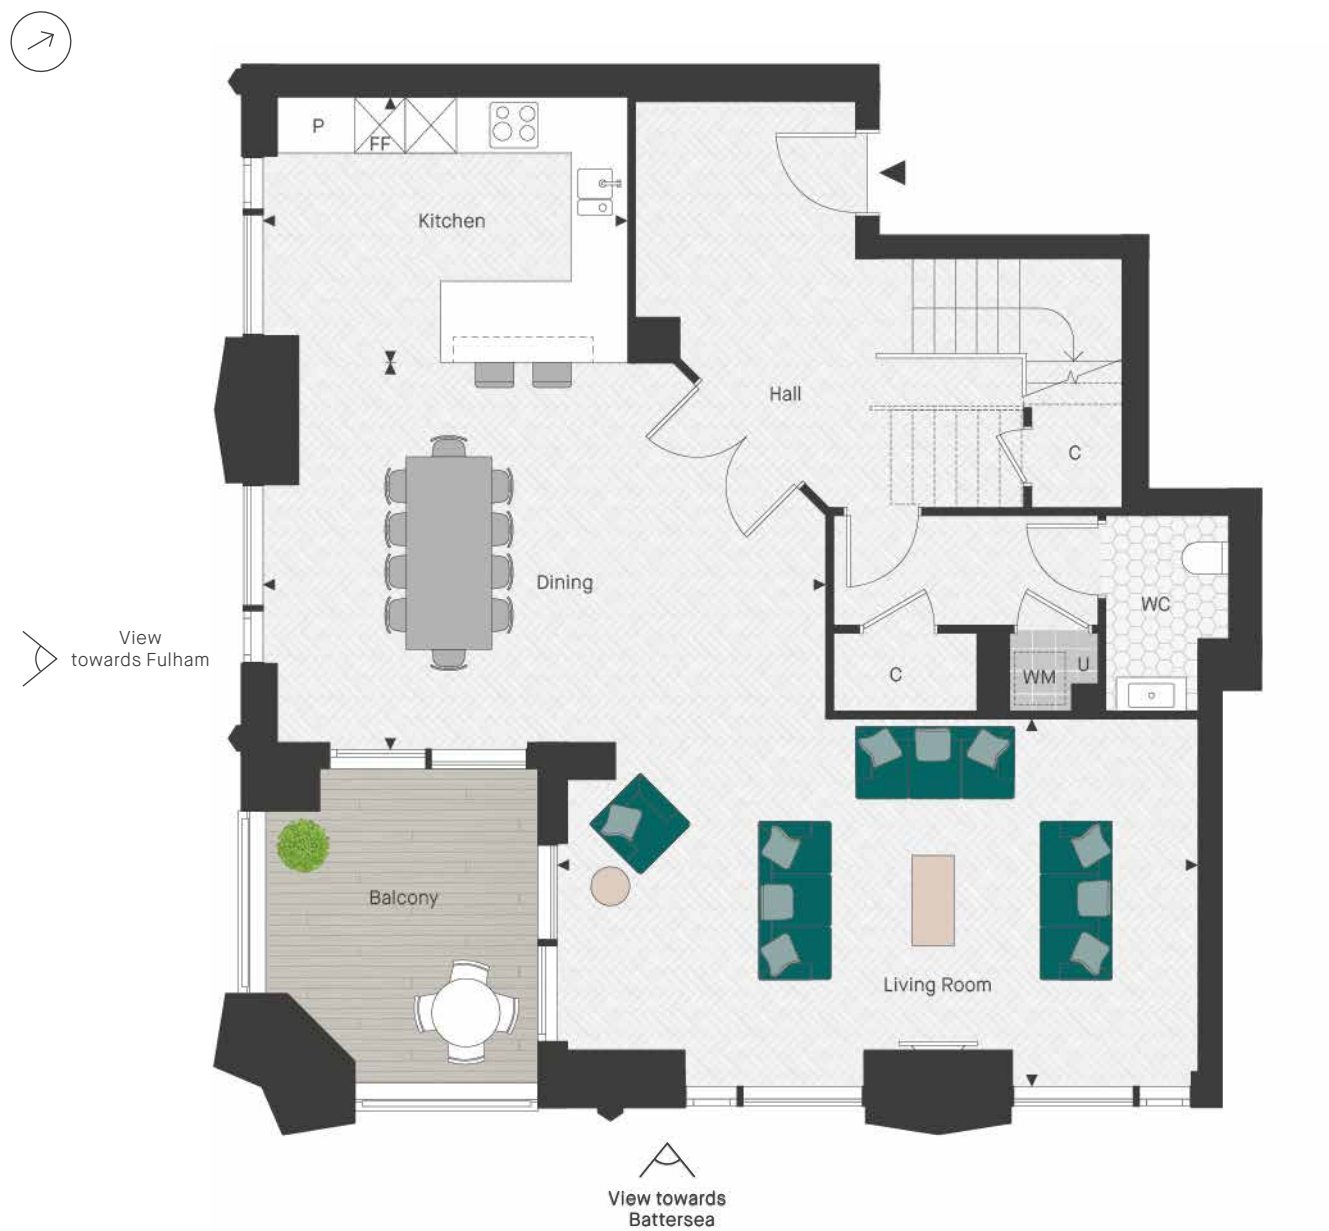 P
FF
Kitchen
Hall
C
Dining
WC
View
towards Fulham
C
WM
U
Balcony
Living Room
View towards
Battersea